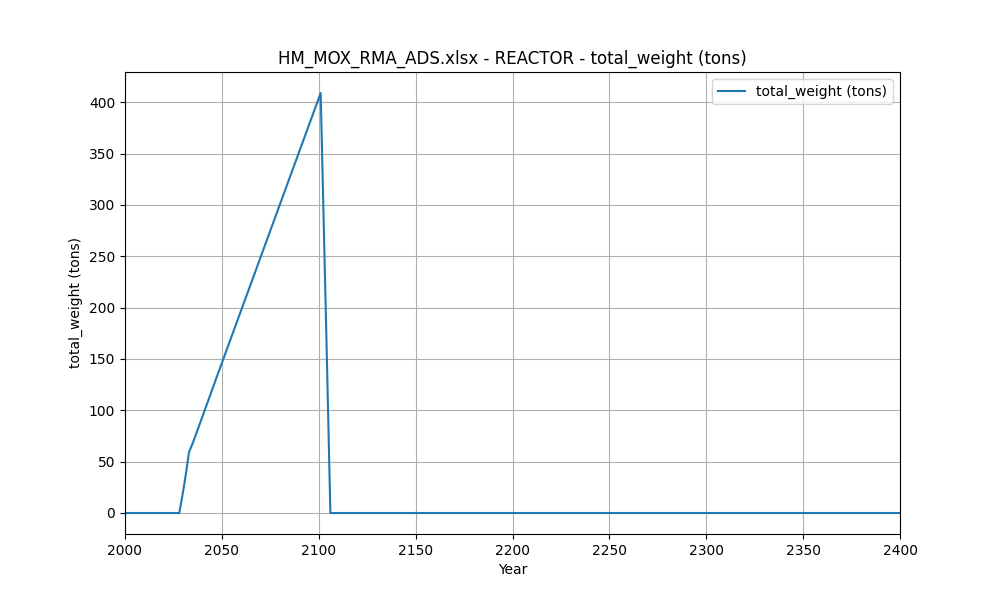 HM_MOX_RMA_ADS.xlsx - REACTOR - total_weight (tons)
total_weight (tons)
400
350
300
250
200
150
100
50
0
total_weight (tons)
2000 2050 2100 2150 2200 2250 2300 2350 2400
Year